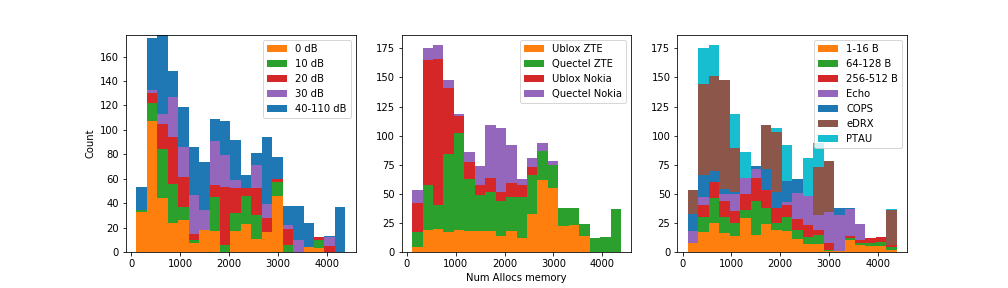 Count
160
140
120
100
80
60
40
20
0
0 1000 2000 3000 4000
0 dB
10 dB
20 dB
30 dB
40-110 dB
175
150
125
100
75
50
25
0
0 1000 2000 3000 4000
Num Allocs memory
Ublox ZTE
Quectel ZTE
Ublox Nokia
Quectel Nokia
175
150
125
100
75
50
25
0
0 1000 2000 3000 4000
1-16 B
64-128 B
256-512 B
Echo
COPS
eDRX
PTAU